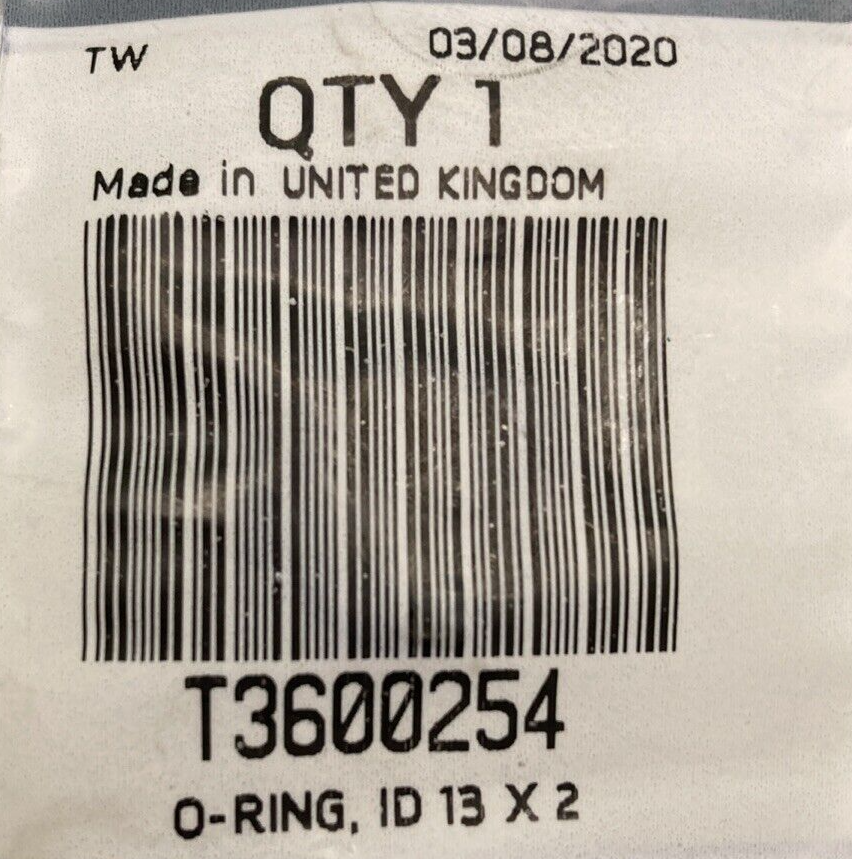 TW 03/08/2020
QTY 1
Made in UNITED KINGDOM
T3600254
O-RING, ID 13 X 2